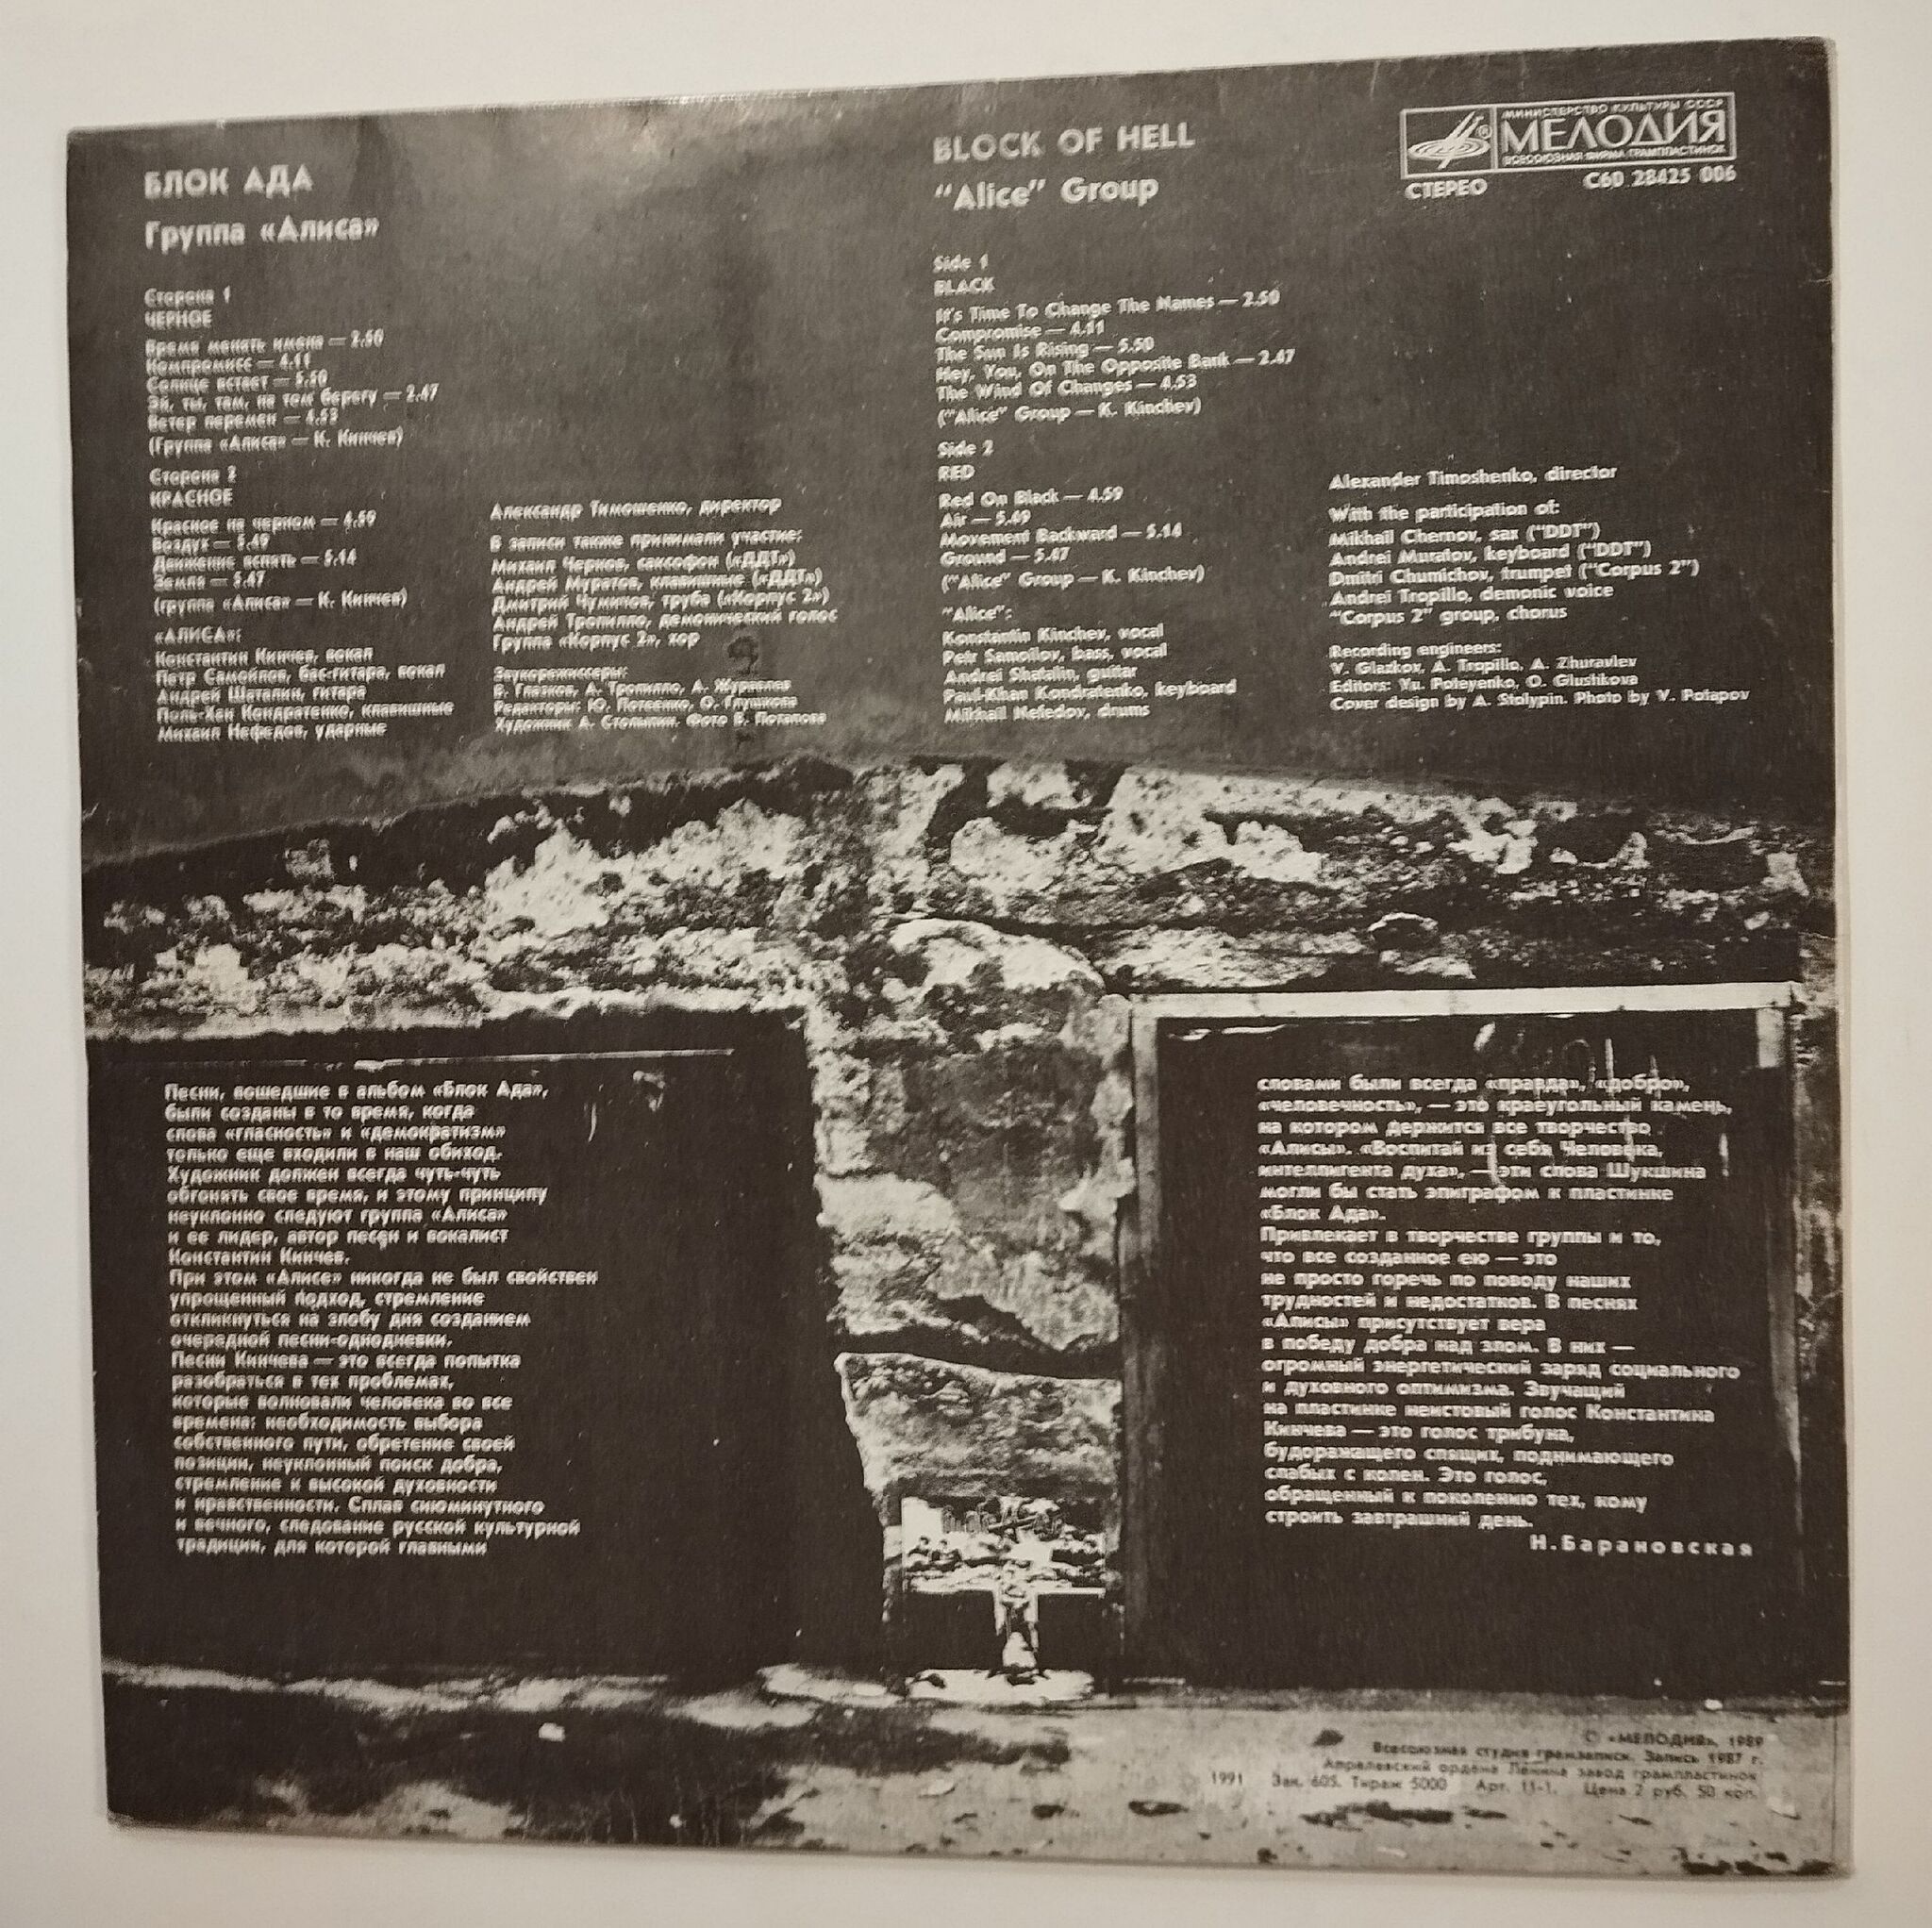 БЛОК АДА
Группа «Алиса»
Сторона 1
ЧЕРНОЕ
Время менять имена — 2.50
Компромисс — 4.11
Солнце встает — 5.50
Эй, ты, там, на том берегу — 2.47
Ветер перемен — 4.53
(Группа «Алиса» — К. Кинчев)
Сторона 2
КРАСНОЕ
Красное на черном — 4.59
Воздух — 5.49
Движение вспять — 5.14
Земля — 5.47
(группа «Алиса» — К. Кинчев)
«АЛИСА»:
Константин Кинчев, вокал
Петр Самойлов, бас-гитара, вокал
Андрей Шаталин, гитара
Поль-Хан Кондратенко, клавишные
Михаил Нефедов, ударные
Александр Тимошенко, директор
В записи также принимали участие:
Михаил Чернов, саксофон («ДДТ»)
Андрей Муратов, клавишные («ДДТ»)
Дмитрий Чумичов, труба («Корпус 2»)
Андрей Тропилло, демонический голос
Группа «Корпус 2», хор
Звукорежиссеры:
В. Глазков, А. Тропилло, А. Журавлев
Редакторы: Ю. Потеенко, О. Глушкова
Художник А. Столыпин. Фото В. Потапова
BLOCK OF HELL
“Alice” Group
Side 1
BLACK
It's Time To Change The Names — 2.50
Compromise — 4.11
The Sun Is Rising — 5.50
Hey, You, On The Opposite Bank — 2.47
The Wind Of Changes — 4.53
(“Alice” Group — K. Kinchev)
Side 2
RED
Red On Black — 4.59
Air — 5.49
Movement Backward — 5.14
Ground — 5.47
(“Alice” Group — K. Kinchev)
“Alice”:
Konstantin Kinchev, vocal
Petr Samoilov, bass, vocal
Andrei Shatalin, guitar
Paul-Khan Kondratenko, keyboard
Mikhail Nefedov, drums
Alexander Timoshenko, director
With the participation of:
Mikhail Chernov, sax (“DDT”)
Andrei Muratov, keyboard (“DDT”)
Dmitri Chumichov, trumpet (“Corpus 2”)
Andrei Tropillo, demonic voice
“Corpus 2” group, chorus
Recording engineers:
V. Glazkov, A. Tropillo, A. Zhuravlev
Editors: Yu. Poteyenko, O. Glushkova
Cover design by A. Stolypin. Photo by V. Potapov
МИНИСТЕРСТВО КУЛЬТУРЫ СССР
МЕЛОДИЯ
ВСЕСОЮЗНАЯ ФИРМА ГРАМПЛАСТИНОК
СТЕРЕО
С60 28425 006
Песни, вошедшие в альбом «Блок Ада»,
были созданы в то время, когда
слова «гласность» и «демократизм»
только еще входили в наш обиход.
Художник должен всегда чуть-чуть
обгонять свое время, и этому принципу
неуклонно следуют группа «Алиса»
и ее лидер, автор песен и вокалист
Константин Кинчев.
При этом «Алисе» никогда не был свойствен
упрощенный подход, стремление
откликнуться на злобу дня созданием
очередной песни-однодневки.
Песни Кинчева — это всегда попытка
разобраться в тех проблемах,
которые волновали человека во все
времена: необходимость выбора
собственного пути, обретение своей
позиции, неуклонный поиск добра,
стремление к высокой духовности
и нравственности. Сплав сиюминутного
и вечного, следование русской культурной
традиции, для которой главными
словами были всегда «правда», «добро»,
«человечность», — это краеугольный камень,
на котором держится все творчество
«Алисы». «Воспитай из себя Человека,
интеллигента духа», — эти слова Шукшина
могли бы стать эпиграфом к пластинке
«Блок Ада».
Привлекает в творчестве группы и то,
что все созданное ею — это
не просто горечь по поводу наших
трудностей и недостатков. В песнях
«Алисы» присутствует вера
в победу добра над злом. В них —
огромный энергетический заряд социального
и духовного оптимизма. Звучащий
на пластинке неистовый голос Константина
Кинчева — это голос трибуна,
будоражащего спящих, поднимающего
слабых с колен. Это голос,
обращенный к поколению тех, кому
строить завтрашний день.
Н. Барановская
© «МЕЛОДИЯ», 1989
Всесоюзная студия грамзаписи. Запись 1987 г.
Апрелевский ордена Ленина завод грампластинок
1991 Зак. 605. Тираж 5000 Арт. 11-1. Цена 2 руб. 50 коп.